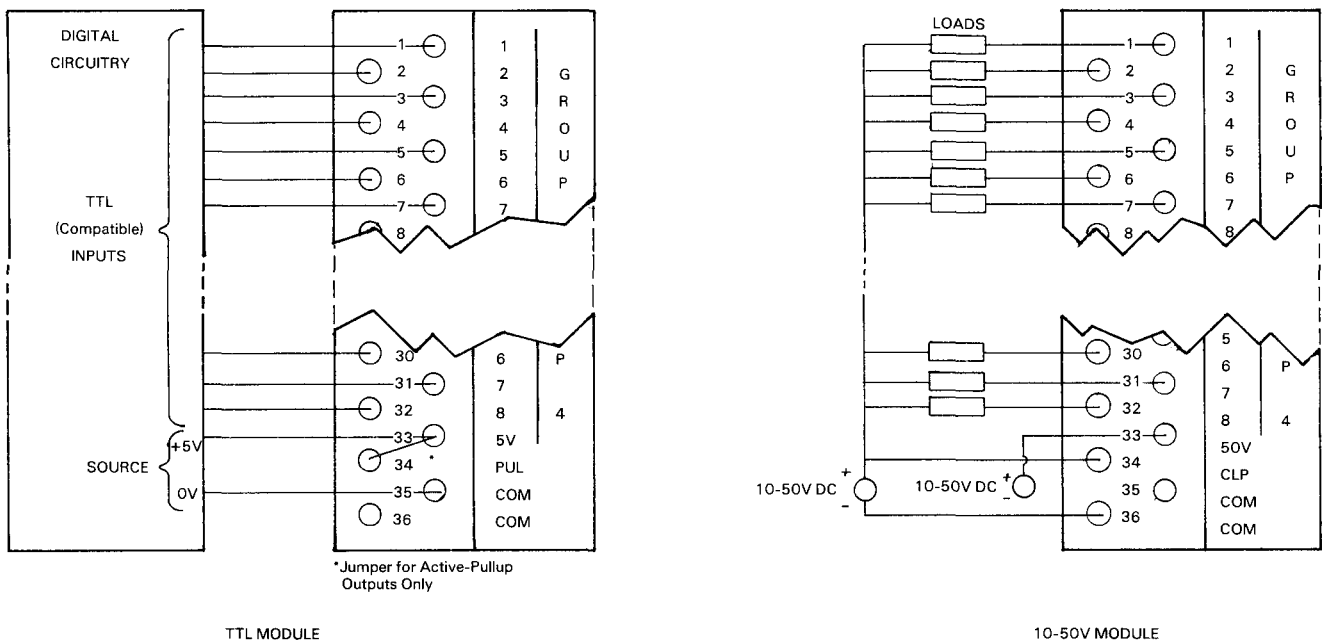 DIGITAL
CIRCUITRY
TTL
(Compatible)
INPUTS
+5V
SOURCE
0V
1 1
2 2 G
3 3 R
4 4 O
5 5 U
6 6 P
7 7
8
30 6 P
31 7
32 8 4
33 5V
34 * PUL
35 COM
36 COM
*Jumper for Active-Pullup
Outputs Only
TTL MODULE
LOADS
1 1
2 2 G
3 3 R
4 4 O
5 5 U
6 6 P
7 7
8 8
5
30 6 P
31 7
32 8 4
33 50V
34 CLP
35 COM
36 COM
+
10-50V DC
-
+
10-50V DC
-
10-50V MODULE